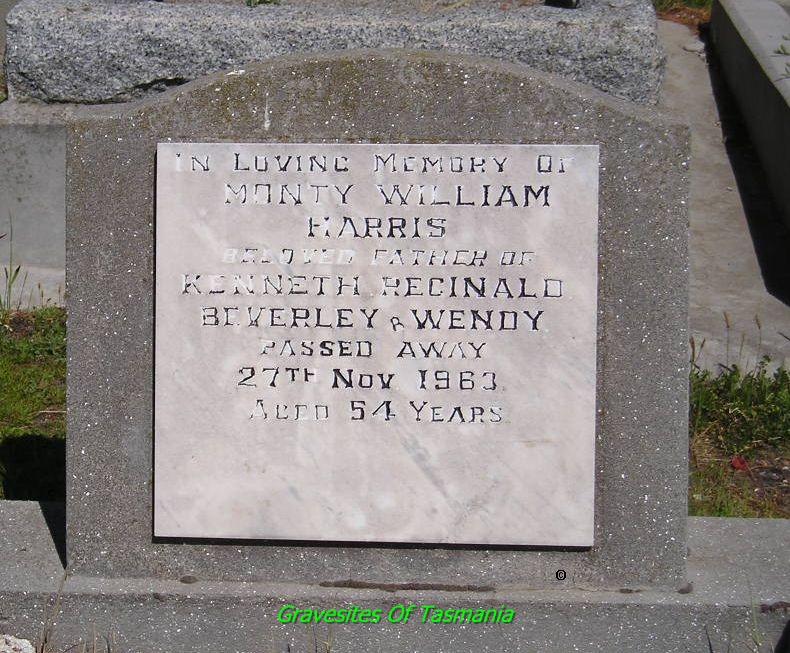 IN LOVING MEMORY OF
MONTY WILLIAM
HARRIS
BELOVED FATHER OF
KENNETH REGINALD
BEVERLEY & WENDY
PASSED AWAY
27TH NOV 1963
AGED 54 YEARS
©
Gravesites Of Tasmania